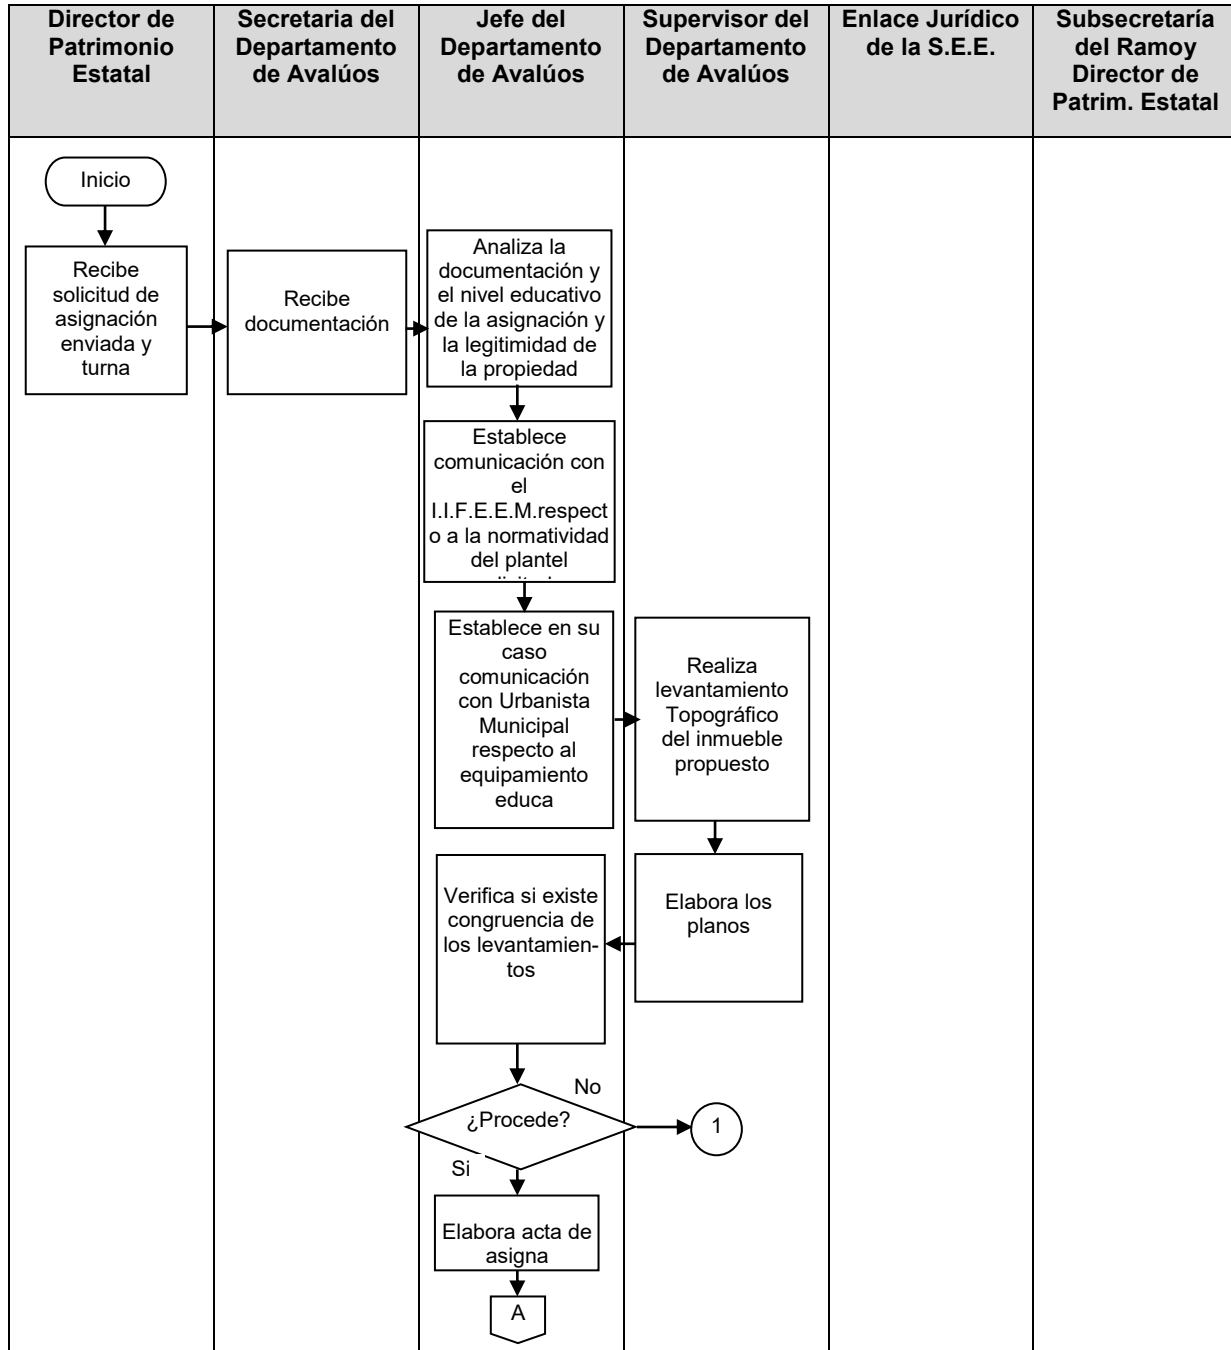 Director de
Patrimonio
Estatal
Secretaria del
Departamento
de Avalúos
Jefe del
Departamento
de Avalúos
Supervisor del
Departamento
de Avalúos
Enlace Jurídico
de la S.E.E.
Subsecretaría
del Ramoy
Director de
Patrim. Estatal
Inicio
Recibe
solicitud de
asignación
enviada y
turna
Recibe
documentación
Analiza la
documentación y
el nivel educativo
de la asignación y
la legitimidad de
la propiedad
Establece
comunicación con
el
I.I.F.E.E.M.respect
o a la normatividad
del plantel
Establece en su
caso
comunicación
con Urbanista
Municipal
respecto al
equipamiento
educa
Realiza
levantamiento
Topográfico
del inmueble
propuesto
Elabora los
planos
Verifica si existe
congruencia de
los levantamien-
tos
¿Procede?
No
1
Si
Elabora acta de
asigna
A